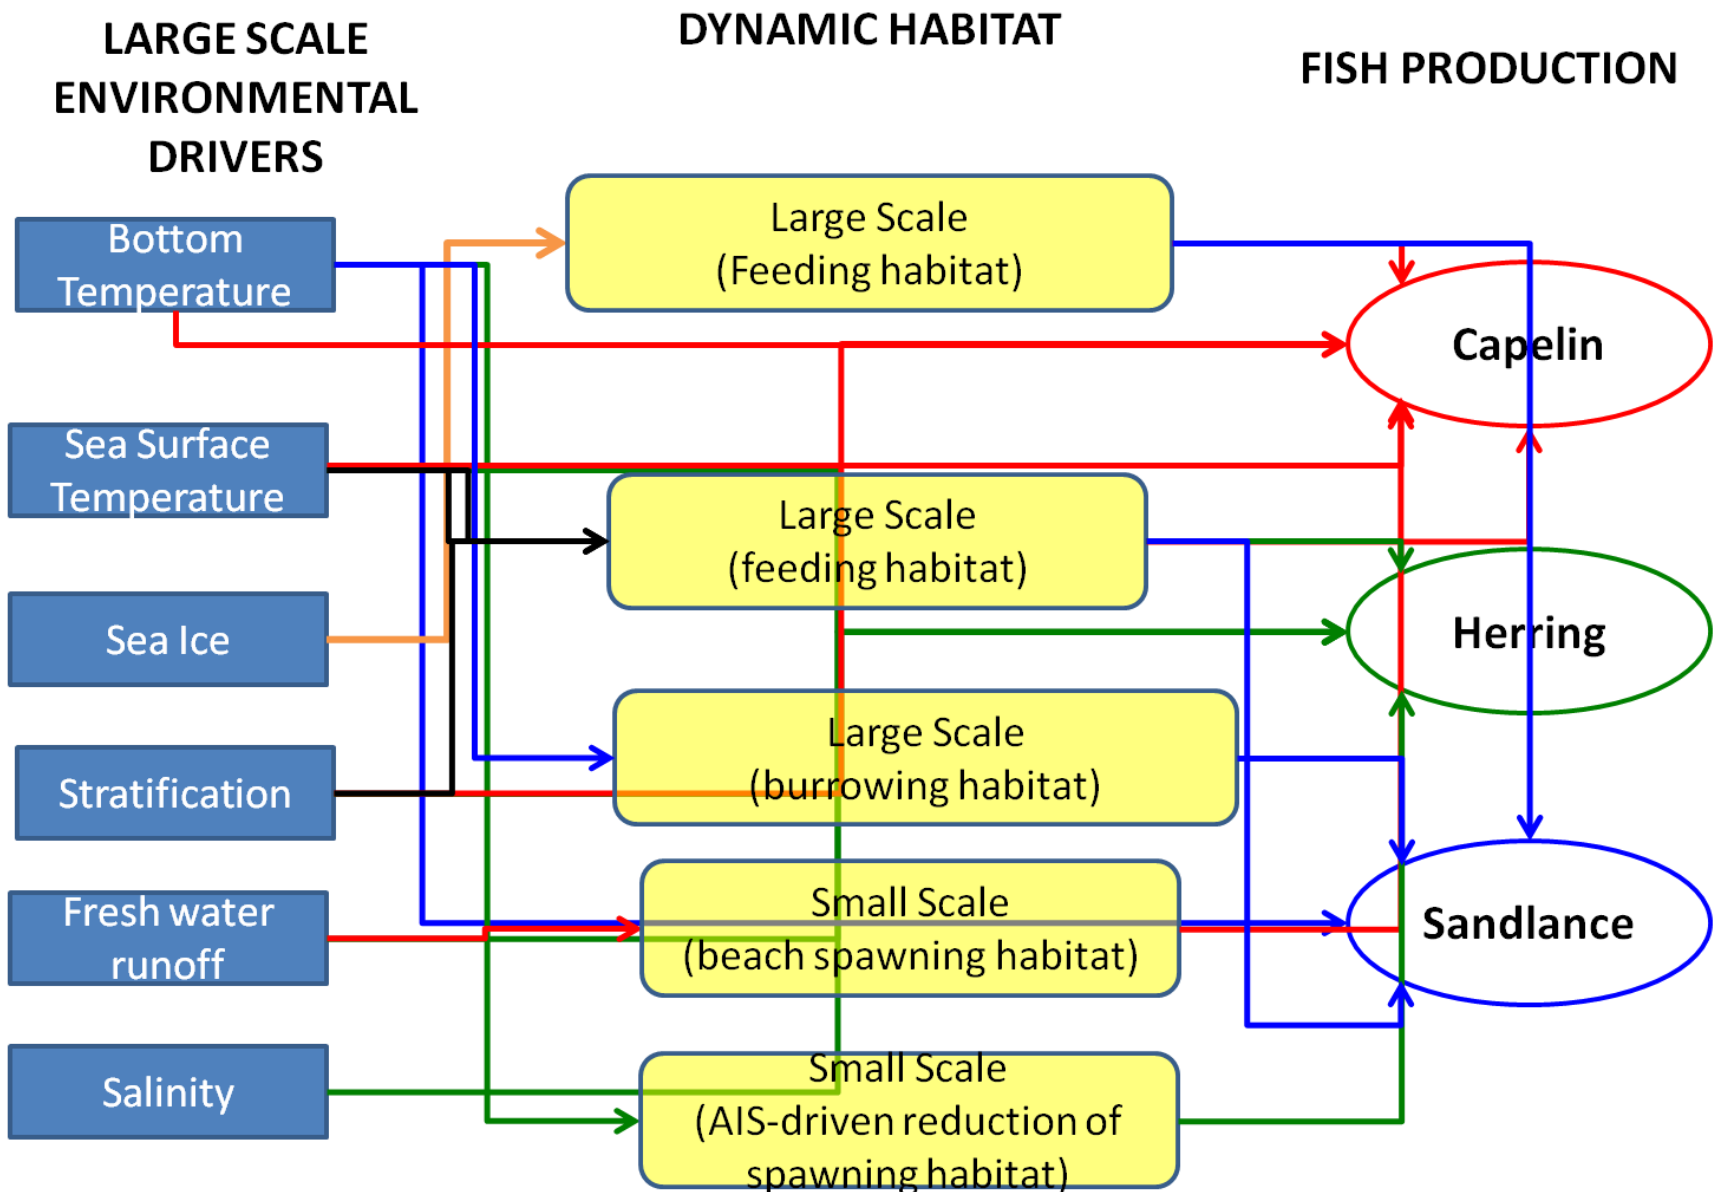 LARGE SCALE
ENVIRONMENTAL
DRIVERS
DYNAMIC HABITAT
FISH PRODUCTION
Bottom
Temperature
Sea Surface
Temperature
Sea Ice
Stratification
Fresh water
runoff
Salinity
Large Scale
(Feeding habitat)
Large Scale
(feeding habitat)
Large Scale
(burrowing habitat)
Small Scale
(beach spawning habitat)
Small Scale
(AIS-driven reduction of
spawning habitat)
Capelin
Herring
Sandlance